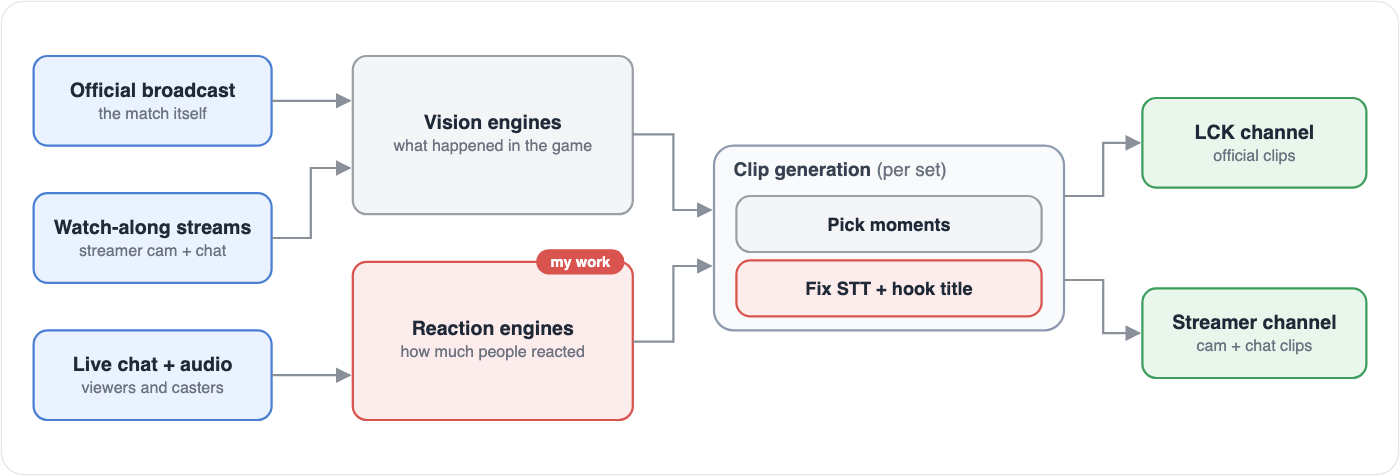 Official broadcast
the match itself
Watch-along streams
streamer cam + chat
Live chat + audio
viewers and casters
Vision engines
what happened in the game
my work
Reaction engines
how much people reacted
Clip generation (per set)
Pick moments
Fix STT + hook title
LCK channel
official clips
Streamer channel
cam + chat clips